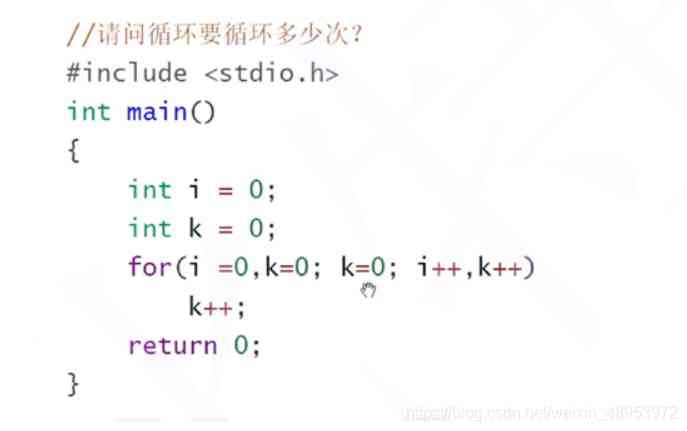 //请问循环要循环多少次?
#include <stdio.h>
int main()
{
    int i = 0;
    int k = 0;
    for(i =0,k=0; k=0; i++,k++)
        k++;
    return 0;
}
https://blog.csdn.net/weixin_48953972